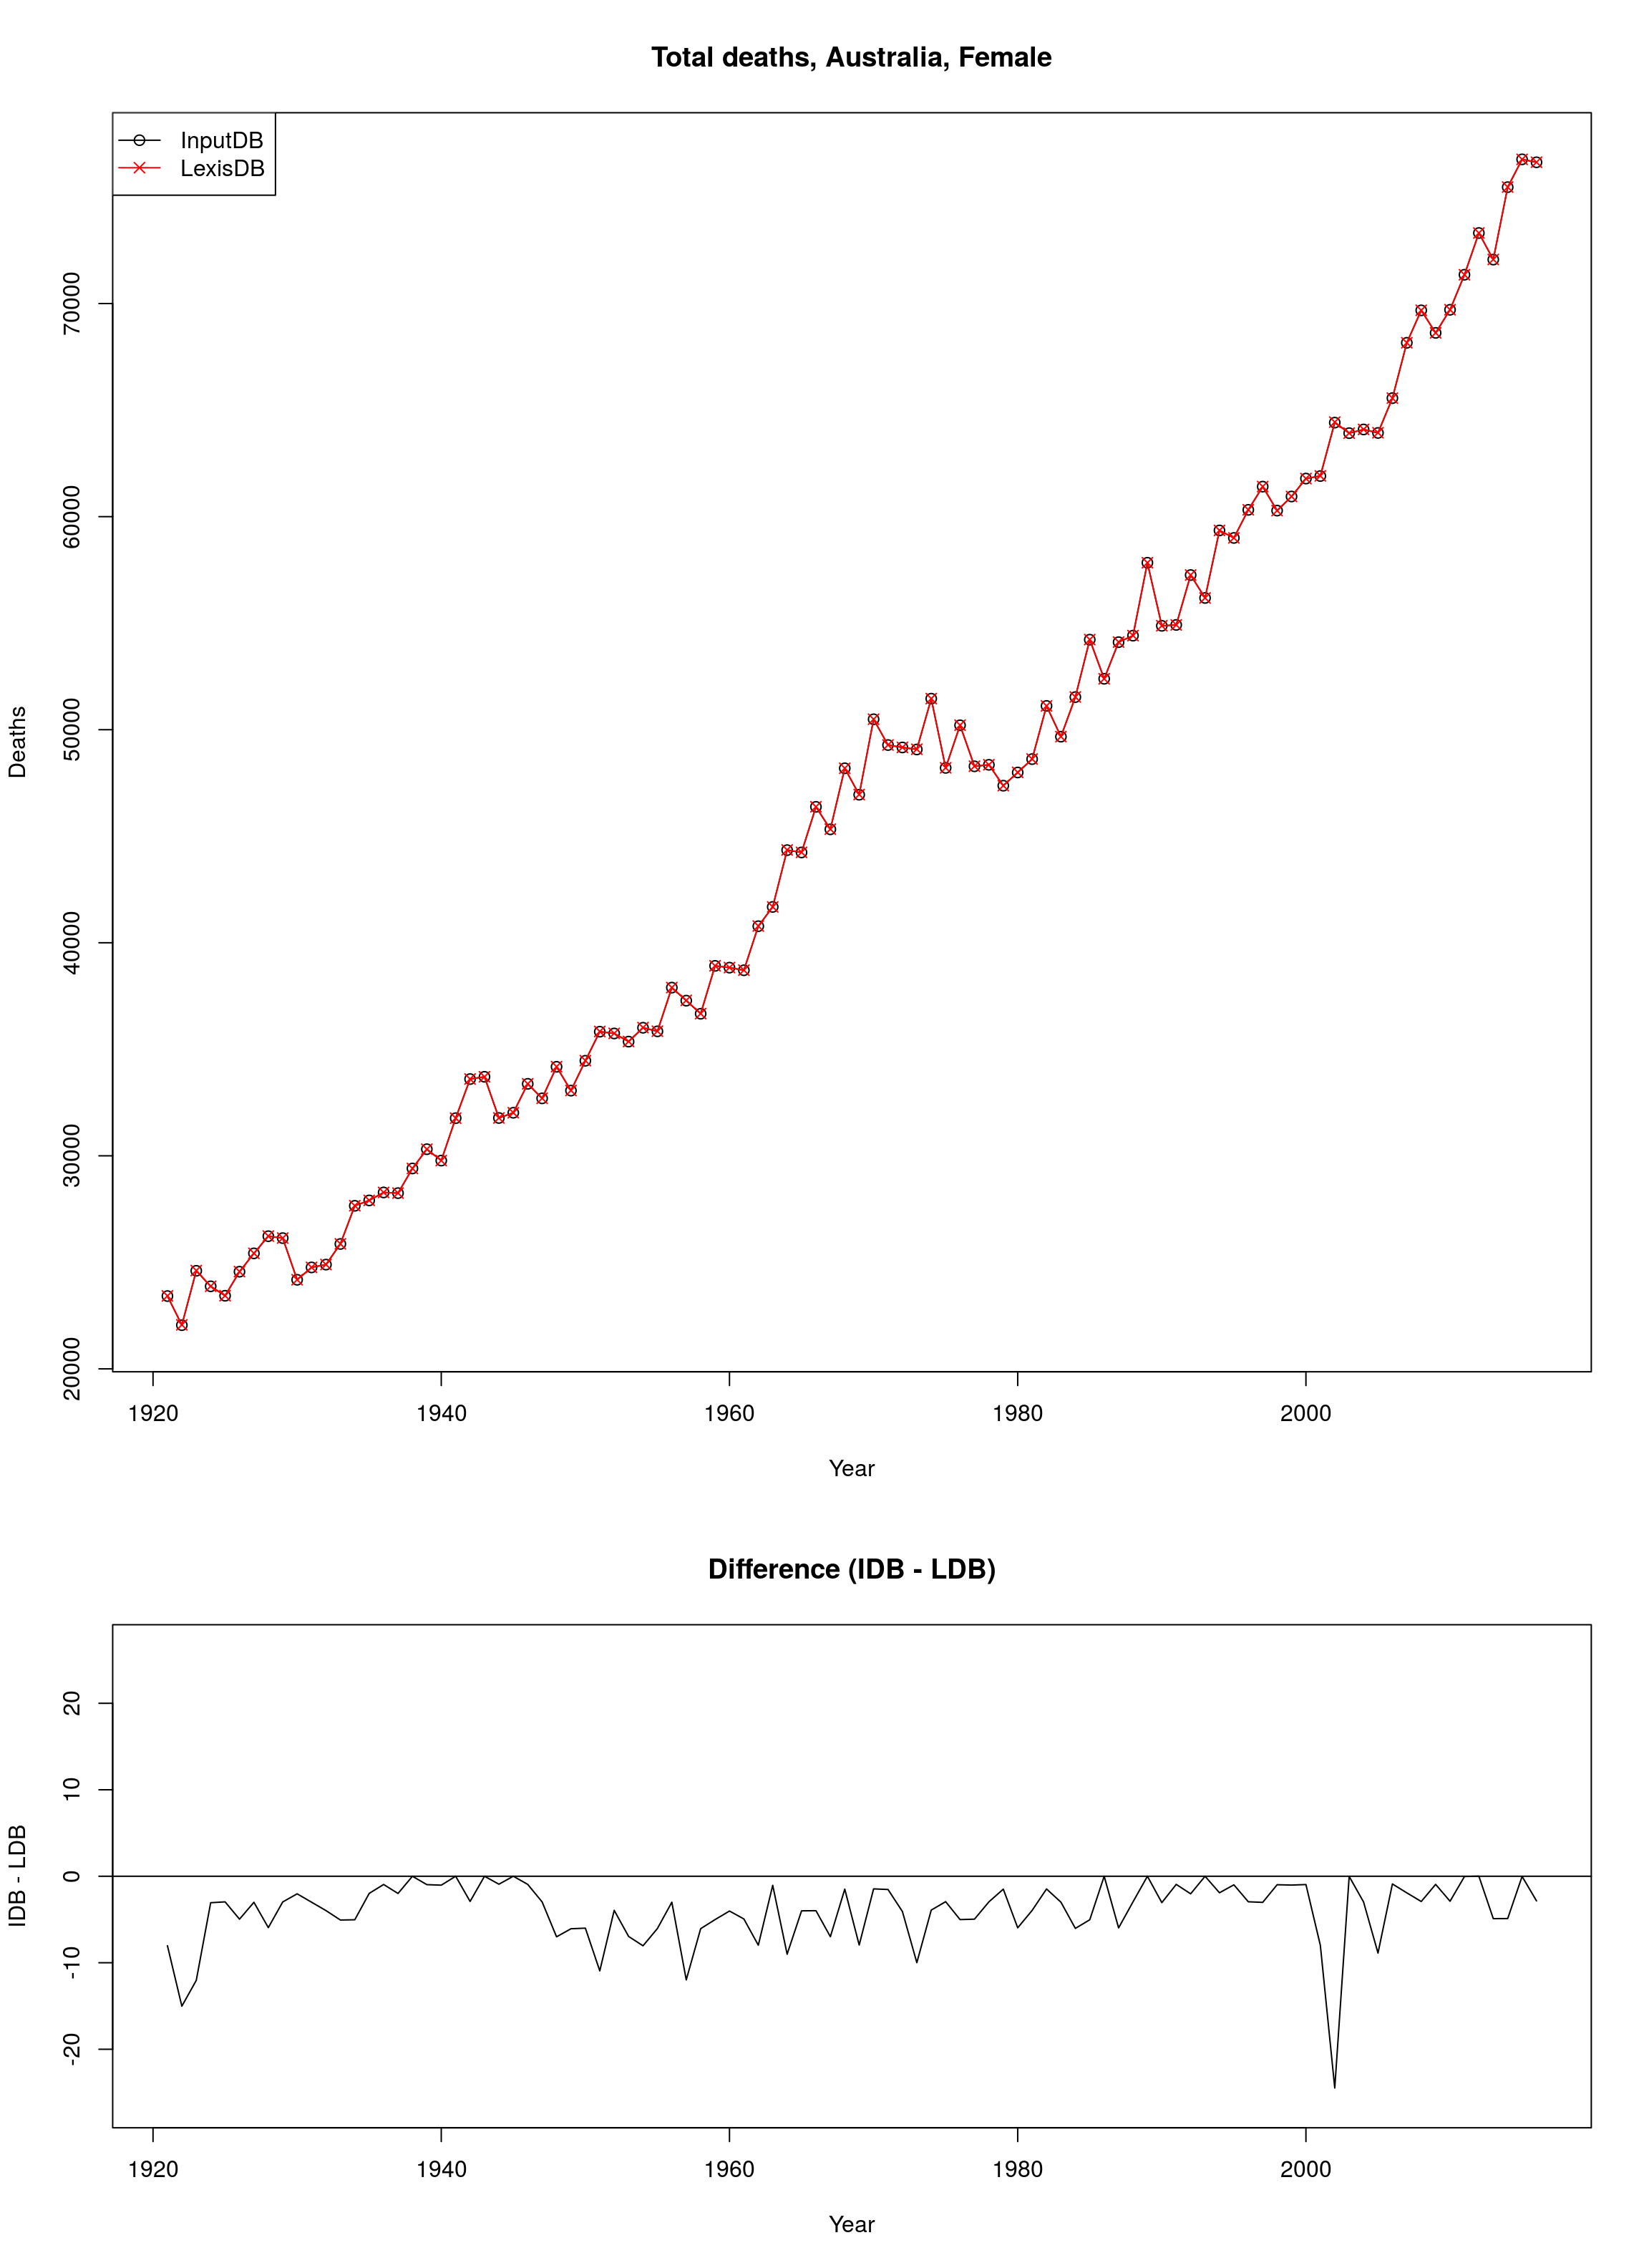 Total deaths, Australia, Female
InputDB
LexisDB
70000
60000
50000
40000
30000
20000
Deaths
1920 1940 1960 1980 2000
Year
Difference (IDB - LDB)
20
10
0
-10
-20
IDB - LDB
1920 1940 1960 1980 2000
Year